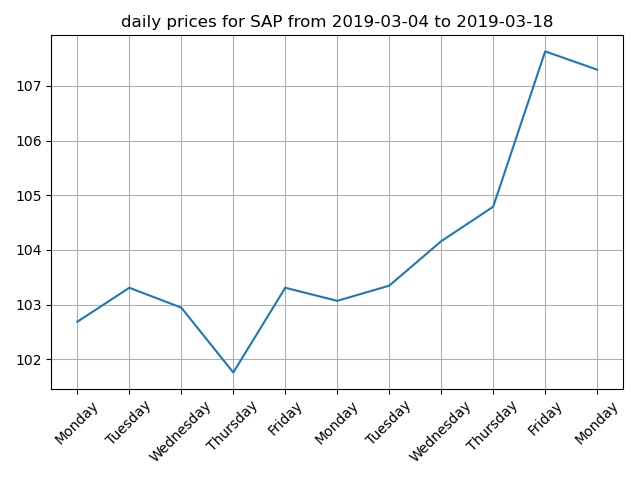 daily prices for SAP from 2019-03-04 to 2019-03-18
107
106
105
104
103
102
Monday
Tuesday
Wednesday
Thursday
Friday
Monday
Tuesday
Wednesday
Thursday
Friday
Monday